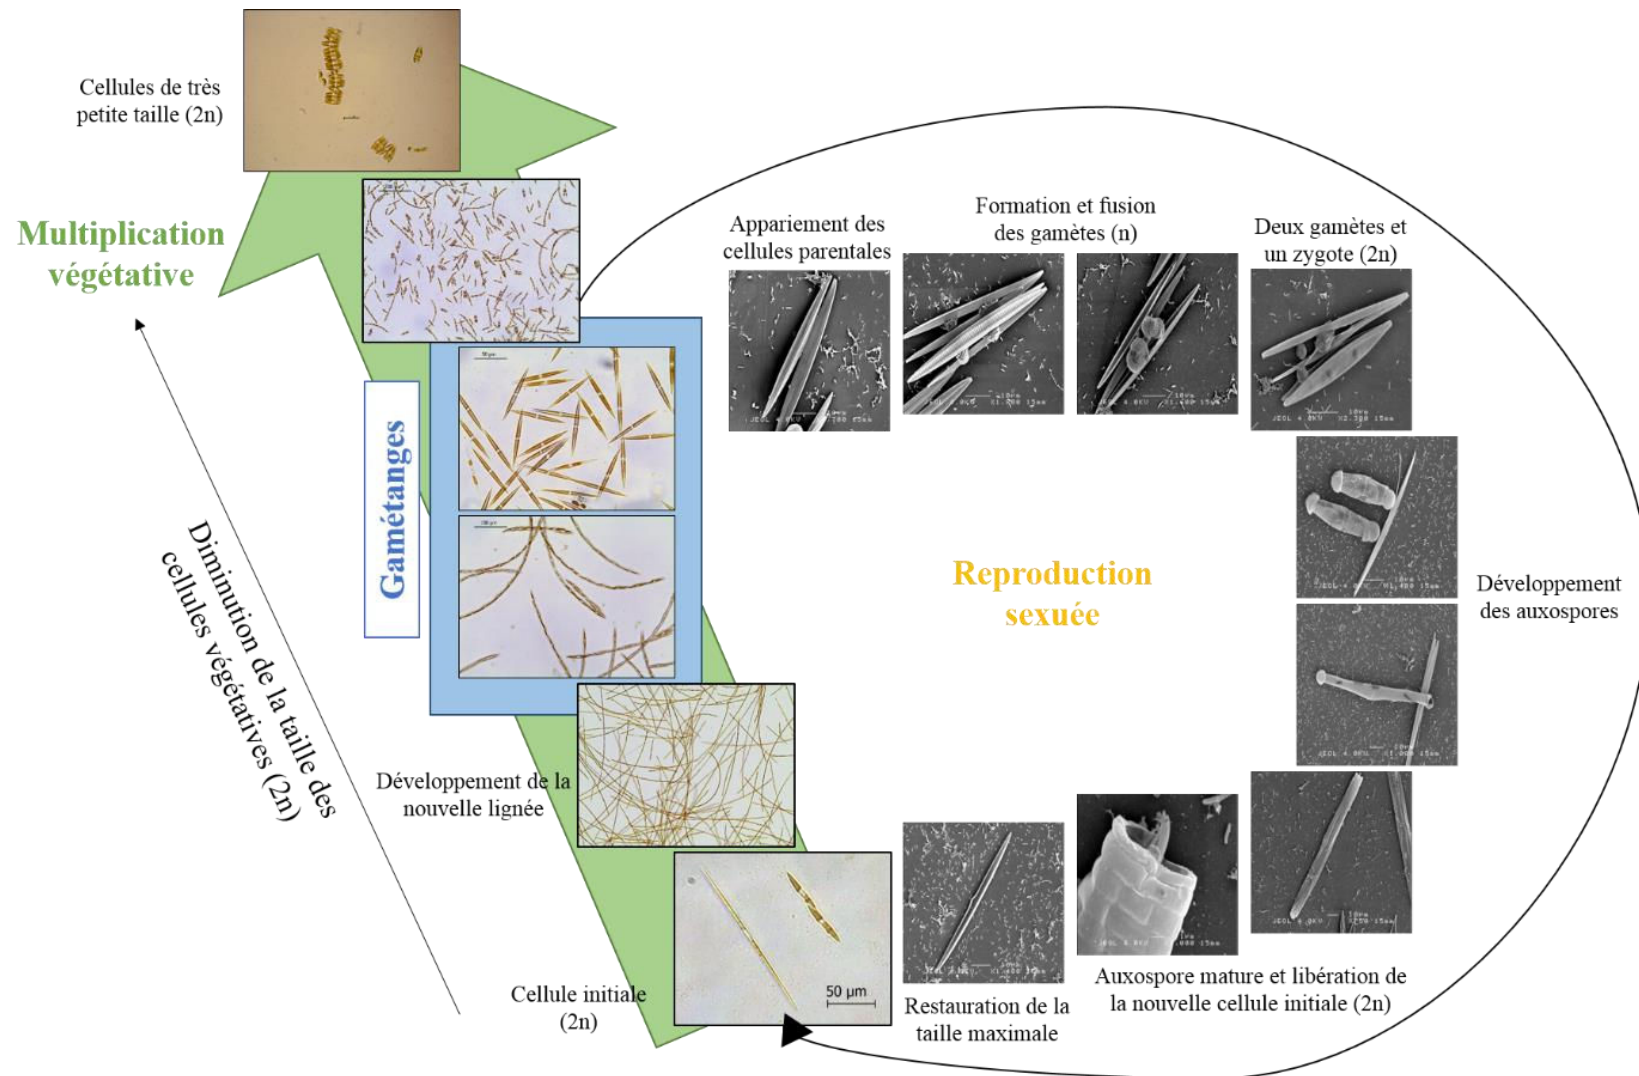 Cellules de très
petite taille (2n)
Multiplication
végétative
Appariement des
cellules parentales
Formation et fusion
des gamètes (n)
Deux gamètes et
un zygote (2n)
Gamétanges
Diminution de la taille des
cellules végétatives (2n)
Reproduction
sexuée
Développement
des auxospores
Développement de la
nouvelle lignée
Cellule initiale
(2n)
50 µm
Restauration de la
taille maximale
Auxospore mature et libération de
la nouvelle cellule initiale (2n)